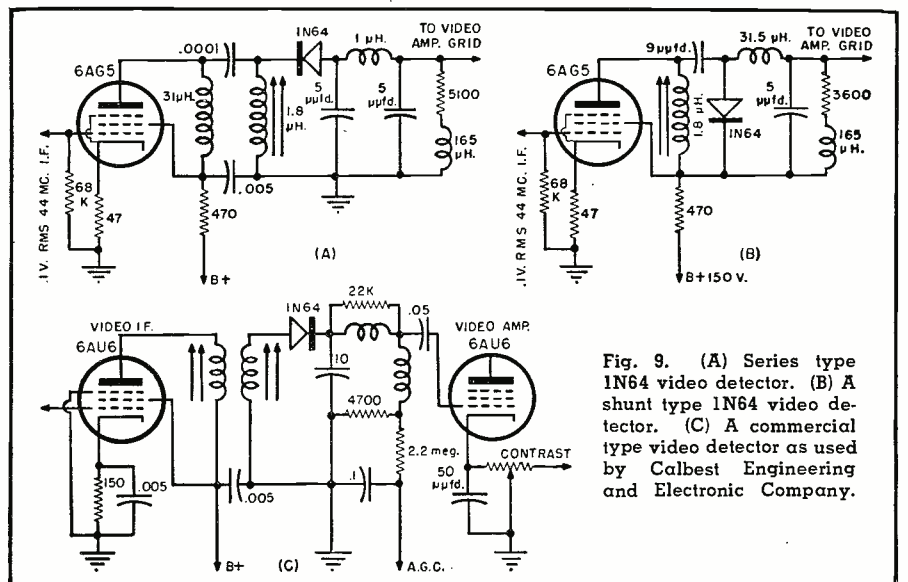 .0001
1N64
1 µH.
TO VIDEO
AMP. GRID
6AG5
31µH.
1.8
µH.
5
µµfd.
5
µµfd.
5100
165
µH.
.1V. RMS 44 MC. I.F.
68
K
47
.005
470
B+
(A)
TO VIDEO
AMP. GRID
31.5 µH.
9µµfd.
6AG5
1.8 µH.
1N64
5
µµfd.
3600
165
µH.
.1V. RMS 44 MC. I.F.
68
K
47
470
B+150 V.
(B)
VIDEO I.F.
6AU6
1N64
22K
.05
VIDEO AMP.
6AU6
10
4700
2.2 meg.
CONTRAST
150
.005
.005
.1
50
µµfd.
B+
(C)
A.G.C.
Fig. 9. (A) Series type
1N64 video detector. (B) A
shunt type 1N64 video de-
tector. (C) A commercial
type video detector as used
by Calbest Engineering
and Electronic Company.